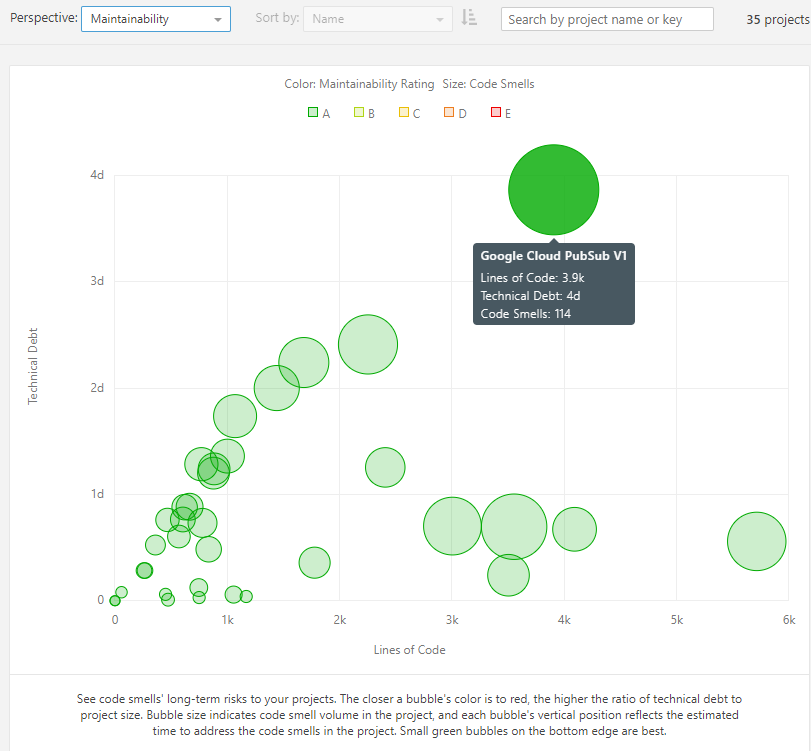 Perspective: Maintainability Sort by: Name Search by project name or key 35 projects
Color: Maintainability Rating Size: Code Smells
A B C D E
4d
Google Cloud PubSub V1
Lines of Code: 3.9k
Technical Debt: 4d
Code Smells: 114
3d
Technical Debt
2d
1d
0
0 1k 2k 3k 4k 5k 6k
Lines of Code
See code smells' long-term risks to your projects. The closer a bubble's color is to red, the higher the ratio of technical debt to
project size. Bubble size indicates code smell volume in the project, and each bubble's vertical position reflects the estimated
time to address the code smells in the project. Small green bubbles on the bottom edge are best.